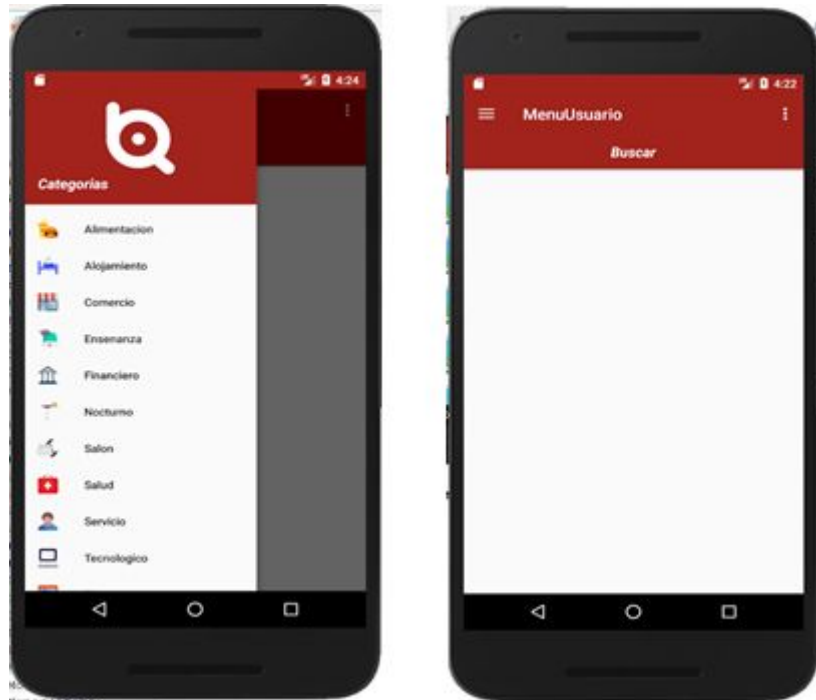 4:24
Categorias
Alimentacion
Alojamiento
Comercio
Ensenanza
Financiero
Nocturno
Salon
Salud
Servicio
Tecnologico
4:22
MenuUsuario
Buscar